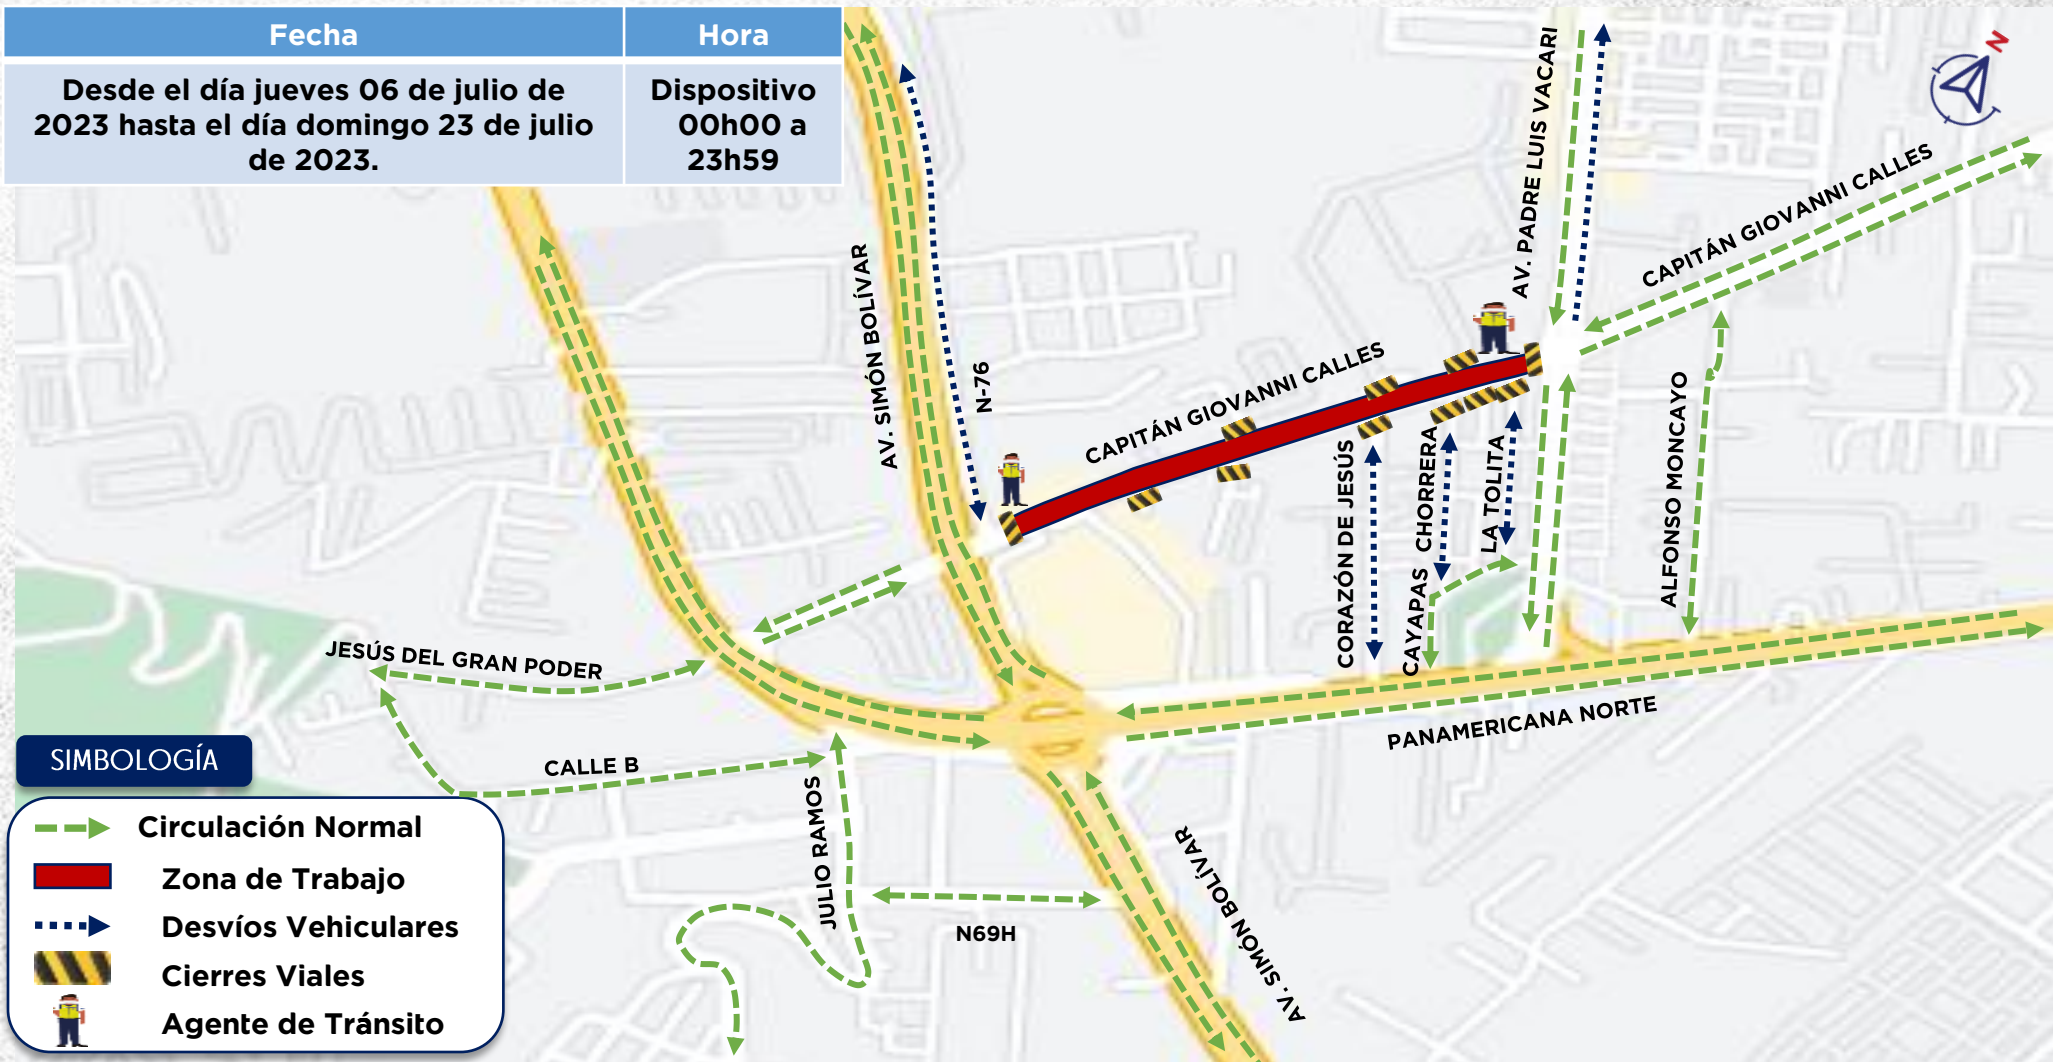 Fecha
Hora
Desde el día jueves 06 de julio de
2023 hasta el día domingo 23 de julio
de 2023.
Dispositivo
00h00 a
23h59
N
AV. PADRE LUIS VACARI
CAPITÁN GIOVANNI CALLES
AV. SIMÓN BOLÍVAR
N-76
CAPITÁN GIOVANNI CALLES
CORAZÓN DE JESÚS
CAYAPAS
CHORRERA
LA TOLITA
ALFONSO MONCAYO
JESÚS DEL GRAN PODER
PANAMERICANA NORTE
CALLE B
JULIO RAMOS
N69H
AV. SIMÓN BOLÍVAR
SIMBOLOGÍA
Circulación Normal
Zona de Trabajo
Desvíos Vehiculares
Cierres Viales
Agente de Tránsito